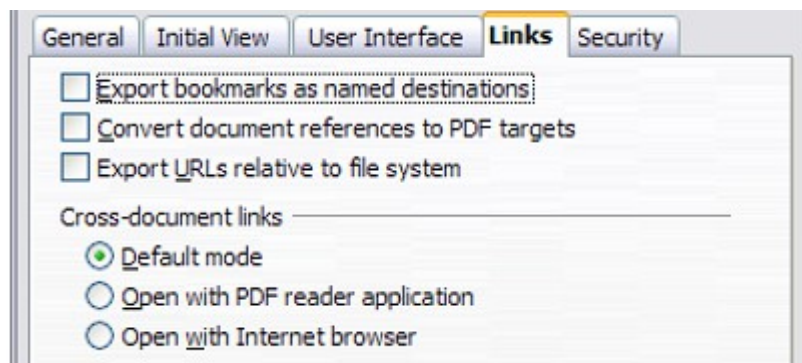 General Initial View User Interface Links Security
Export bookmarks as named destinations
Convert document references to PDF targets
Export URLs relative to file system
Cross-document links
Default mode
Open with PDF reader application
Open with Internet browser